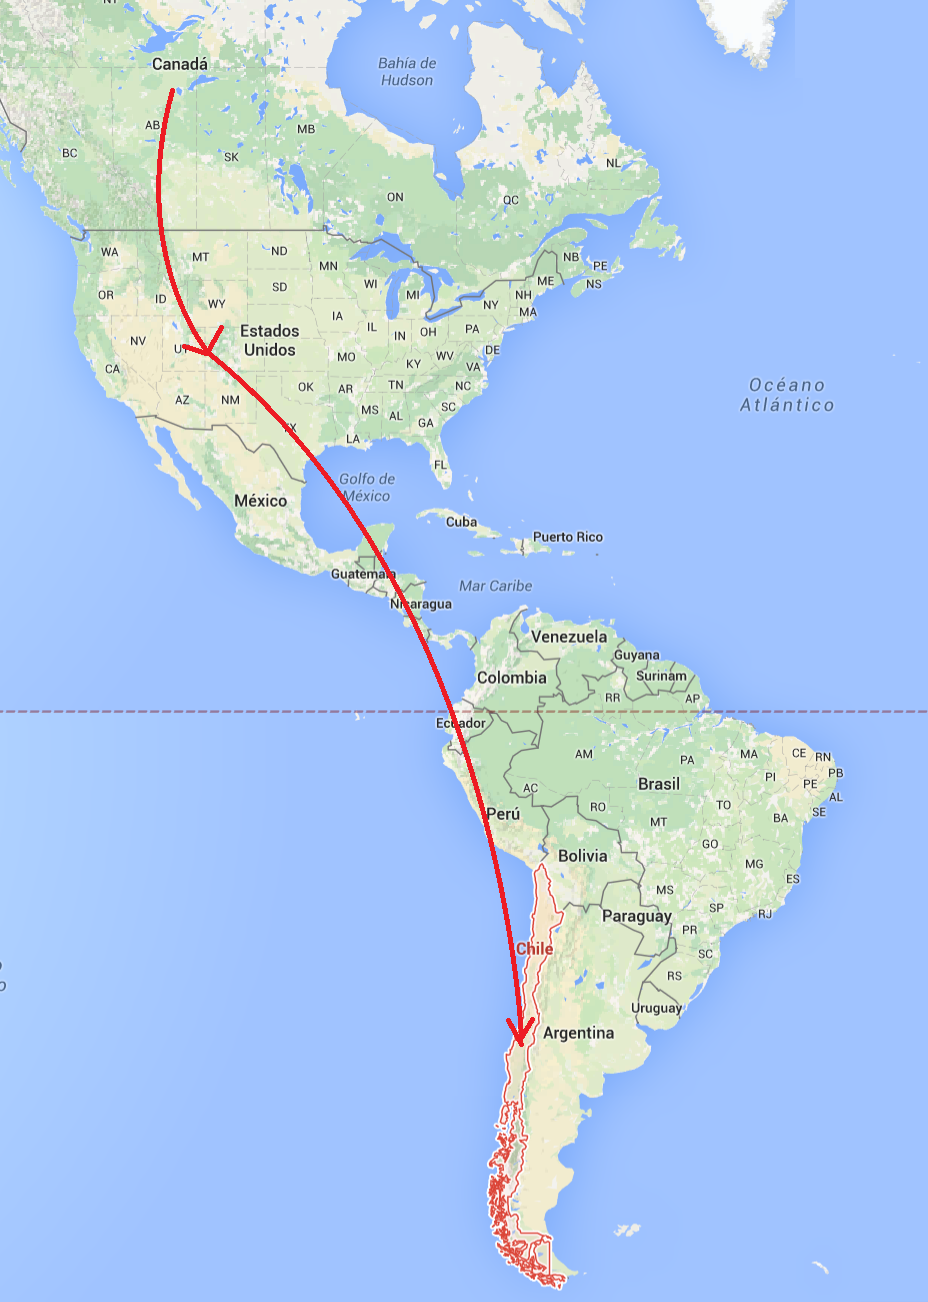 NT
Canadá
Bahía de
Hudson
AB
MB
BC
SK
NL
ON
QC
WA
MT
ND
MN
NB
PE
NS
OR
ID
WY
SD
WI
MI
ME
NH
NY
MA
IA
Estados
Unidos
IL
IN
OH
PA
NV
UT
MO
WV
DE
CA
KY
VA
Océano
Atlántico
AZ
NM
OK
AR
TN
NC
MS
AL
SC
GA
TX
LA
FL
Golfo de
México
México
Cuba
Puerto Rico
Guatemala
Mar Caribe
Nicaragua
Venezuela
Guyana
Surinam
Colombia
RR
AP
Ecuador
AM
PA
MA
CE
RN
PB
PI
PE
AL
AC
Brasil
RO
TO
SE
Perú
MT
BA
GO
Bolivia
MG
ES
MS
Paraguay
SP
RJ
PR
Chile
SC
RS
Uruguay
Argentina